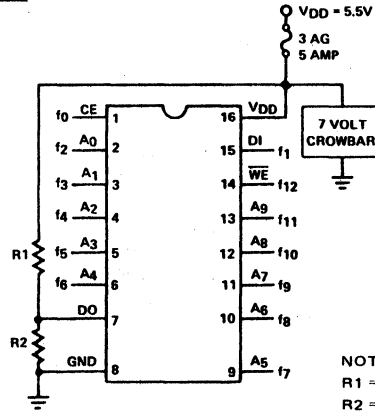 VDD = 5.5V
3 AG
5 AMP
7 VOLT
CROWBAR
f0 CE 1
f2 A0 2
f3 A1 3
f4 A2 4
f5 A3 5
f6 A4 6
DO 7
GND 8
16 VDD
15 DI f1
14 WE f12
13 A9 f11
12 A8 f10
11 A7 f9
10 A6 f8
9 A5 f7
R1
R2
NOT
R1 =
R2 =